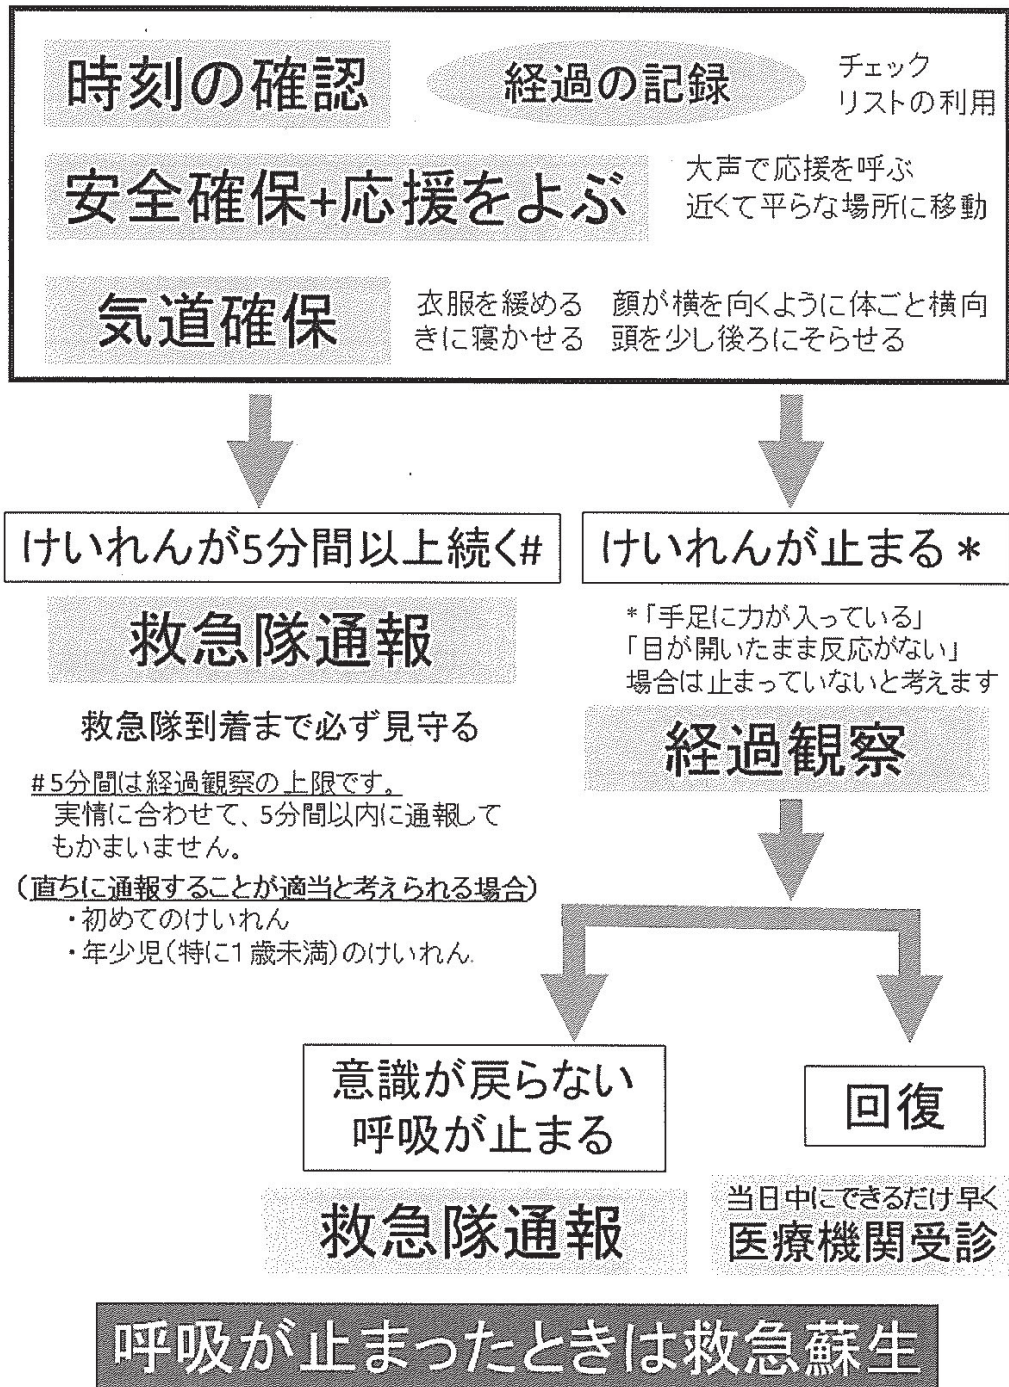 時刻の確認
経過の記録
チェック
リストの利用
安全確保+応援をよぶ
大声で応援を呼ぶ
近くて平らな場所に移動
気道確保
衣服を緩める 顔が横を向くように体ごと横向
きに寝かせる 頭を少し後ろにそらせる
けいれんが5分間以上続く#
救急隊通報
救急隊到着まで必ず見守る
#5分間は経過観察の上限です。
実情に合わせて、5分間以内に通報して
もかまいません。
(直ちに通報することが適当と考えられる場合)
・初めてのけいれん
・年少児(特に1歳未満)のけいれん
けいれんが止まる*
*「手足に力が入っている」
「目が開いたまま反応がない」
場合は止まっていないと考えます
経過観察
意識が戻らない
呼吸が止まる
救急隊通報
回復
当日中にできるだけ早く
医療機関受診
呼吸が止まったときは救急蘇生